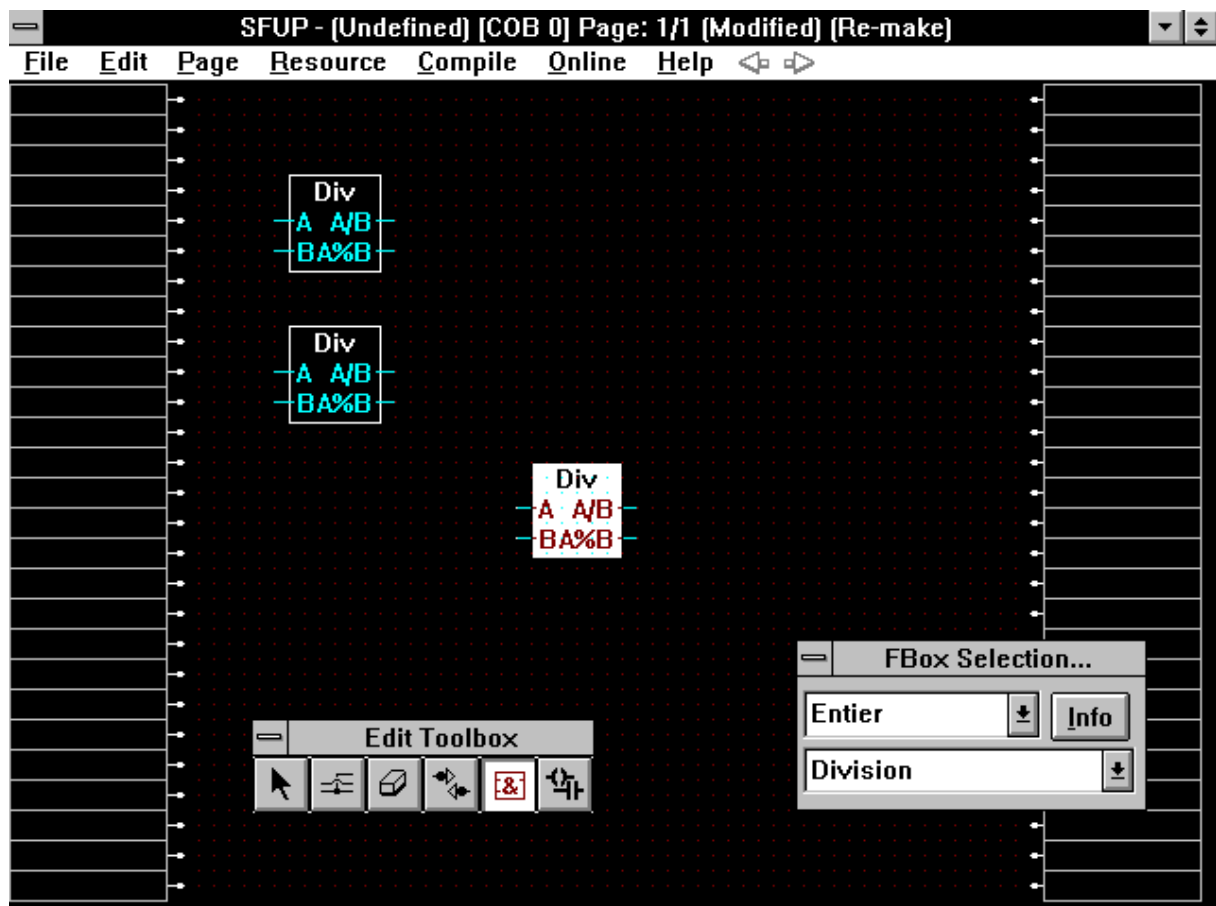 SFUP - (Undefined) [COB 0] Page: 1/1 (Modified) (Re-make)
File Edit Page Resource Compile Online Help
Div
A A/B
BA%B
Div
A A/B
BA%B
Div
A A/B
BA%B
FBox Selection...
Entier
Info
Division
Edit Toolbox
&